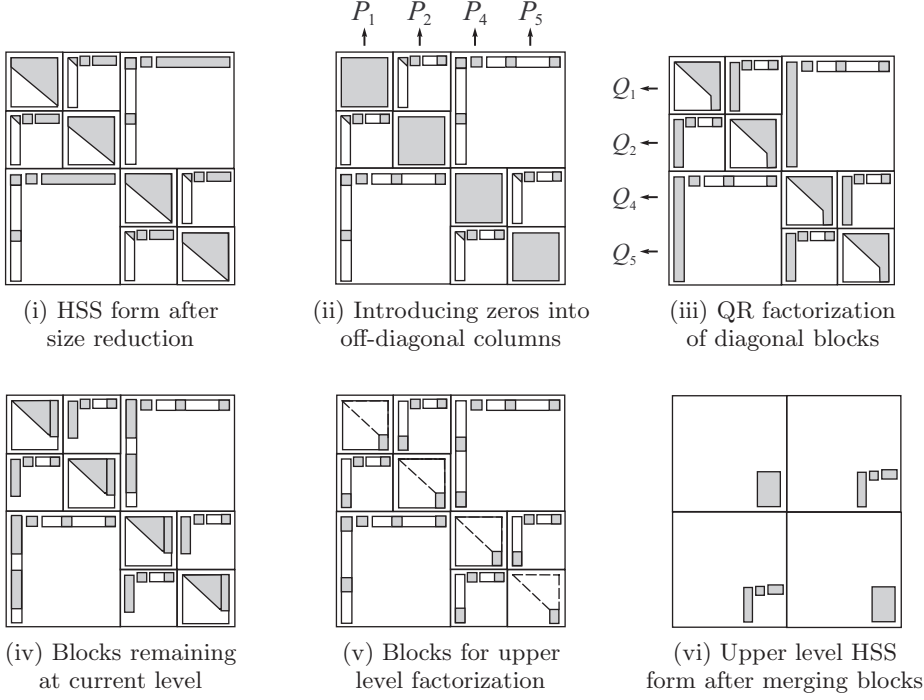 P₁ P₂ P₄ P₅
Q₁
Q₂
Q₄
Q₅
(i) HSS form after
size reduction
(ii) Introducing zeros into
off-diagonal columns
(iii) QR factorization
of diagonal blocks
(iv) Blocks remaining
at current level
(v) Blocks for upper
level factorization
(vi) Upper level HSS
form after merging blocks